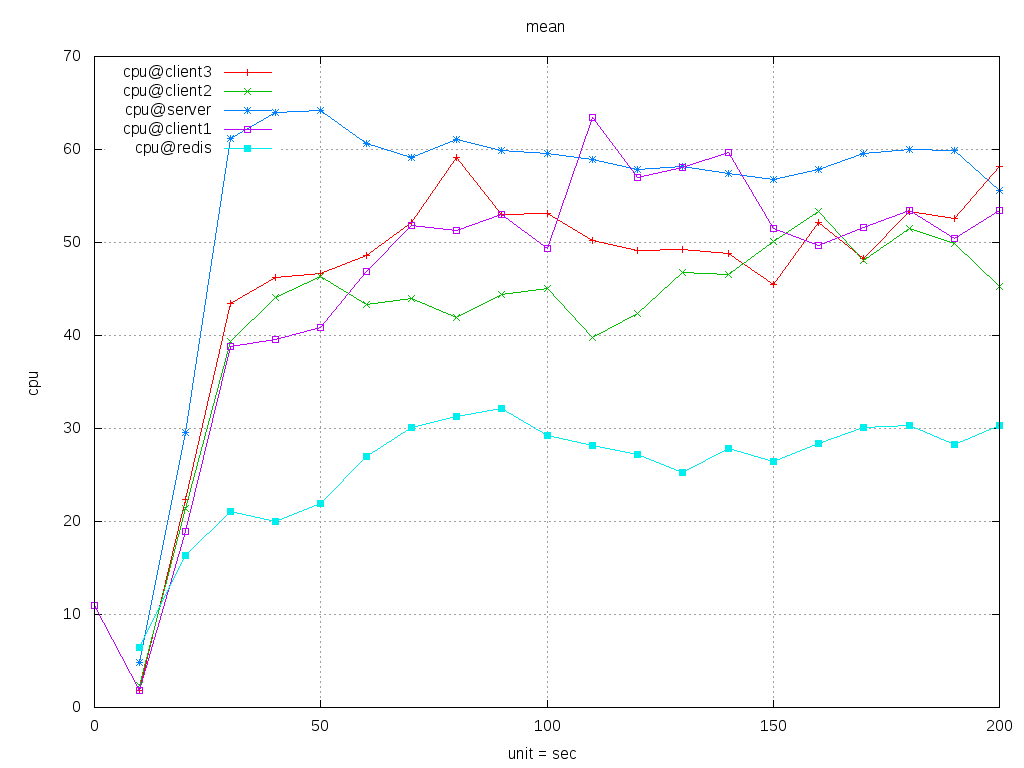 mean
70
60
50
40
30
20
10
0
cpu@client3
cpu@client2
cpu@server
cpu@client1
cpu@redis
cpu
0 50 100 150 200
unit = sec